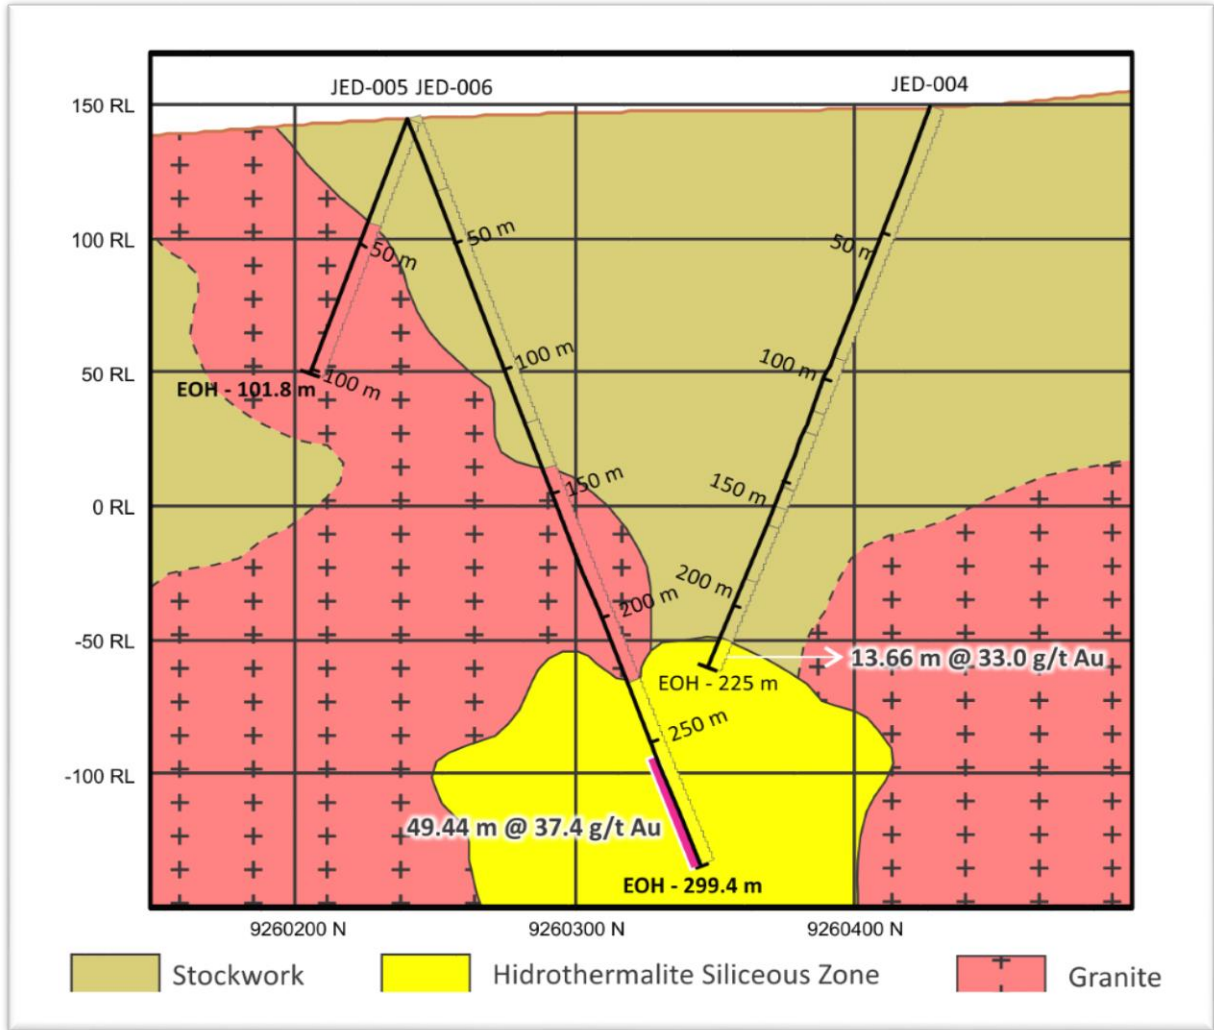 JED-005 JED-006
JED-004
150 RL
100 RL
50 RL
0 RL
-50 RL
-100 RL
50 m
100 m
EOH - 101.8 m
50 m
100 m
150 m
200 m
250 m
49.44 m @ 37.4 g/t Au
EOH - 299.4 m
50 m
100 m
150 m
200 m
EOH - 225 m
13.66 m @ 33.0 g/t Au
9260200 N
9260300 N
9260400 N
Stockwork
Hidrothermalite Siliceous Zone
Granite